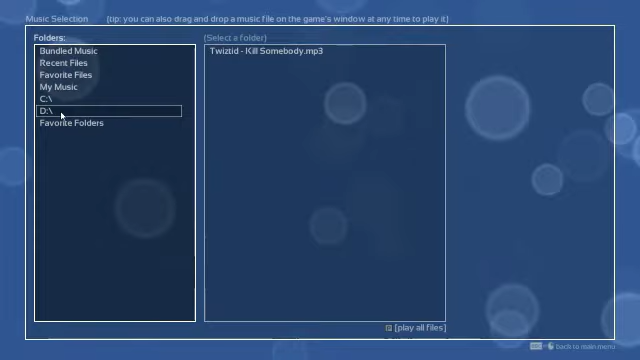 Music Selection (tip: you can also drag and drop a music file on the game's window at any time to play it)
Folders:
(Select a folder)
Bundled Music
Recent Files
Favorite Files
My Music
C:\
D:\
Favorite Folders
Twiztid - Kill Somebody.mp3
[play all files]
back to main menu